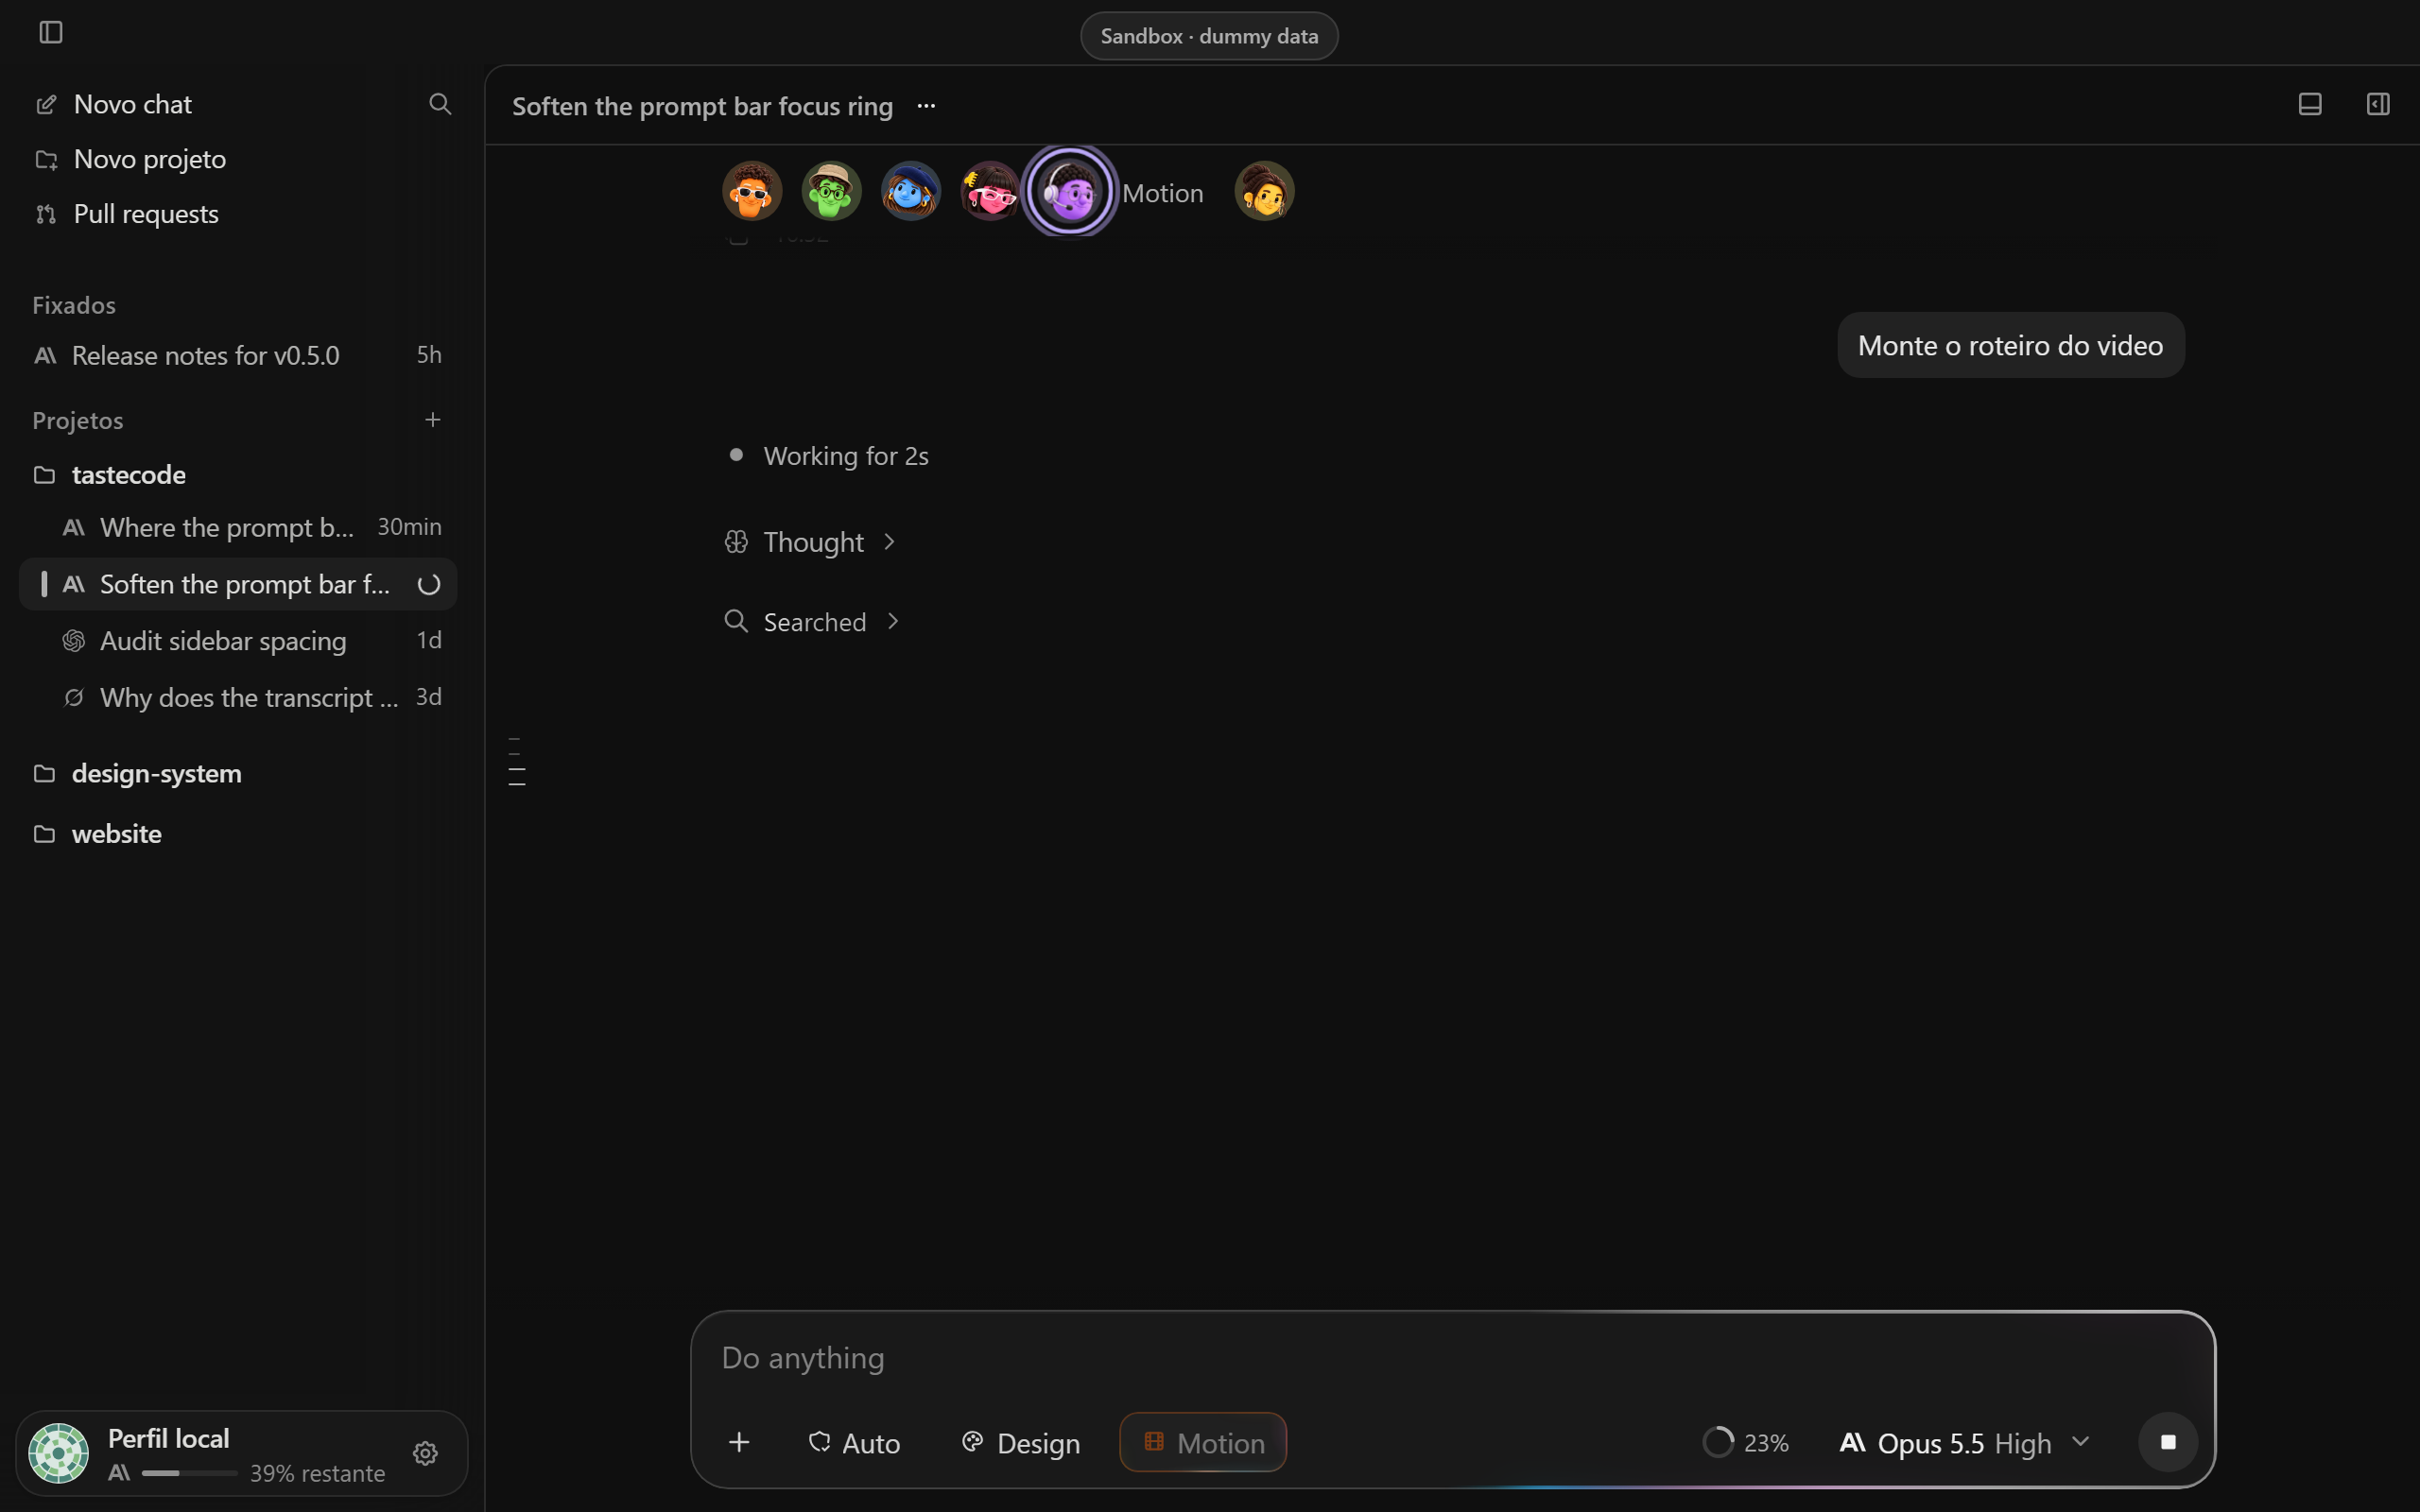 Sandbox · dummy data
Novo chat
Novo projeto
Pull requests
Fixados
Release notes for v0.5.0 5h
Projetos
tastecode
Where the prompt b... 30min
Soften the prompt bar f...
Audit sidebar spacing 1d
Why does the transcript ... 3d
design-system
website
Perfil local
39% restante
Soften the prompt bar focus ring
Motion
Monte o roteiro do video
Working for 2s
Thought
Searched
Do anything
Auto Design Motion 23% Opus 5.5 High